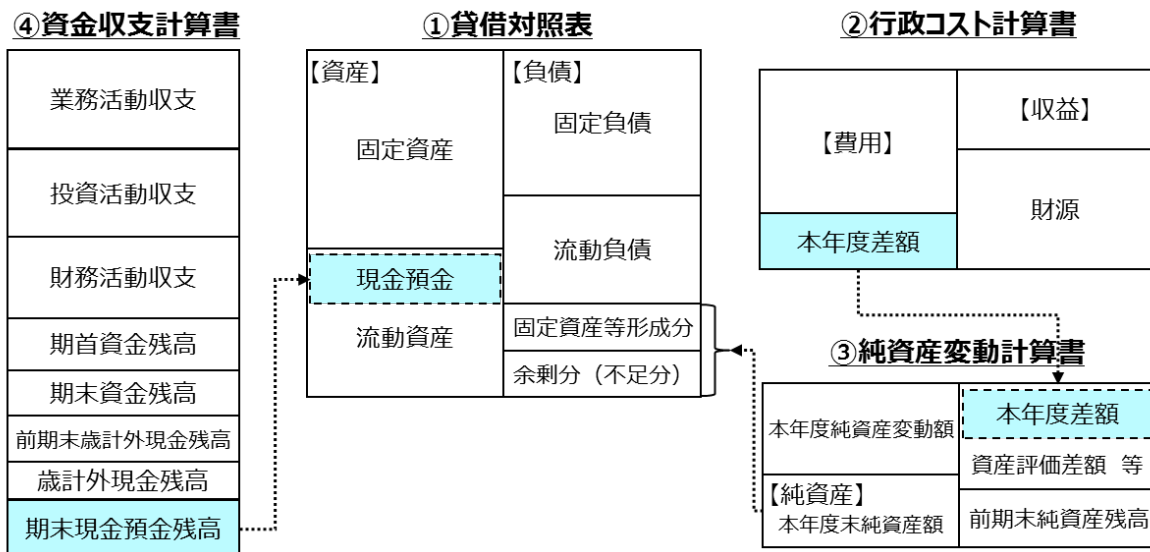 ④資金収支計算書
業務活動収支
投資活動収支
財務活動収支
期首資金残高
期末資金残高
前期末歳計外現金残高
歳計外現金残高
期末現金預金残高
①貸借対照表
【資産】
固定資産
現金預金
流動資産
【負債】
固定負債
流動負債
固定資産等形成分
余剰分（不足分）
②行政コスト計算書
【費用】
本年度差額
【収益】
財源
③純資産変動計算書
本年度純資産変動額
【純資産】
本年度末純資産額
本年度差額
資産評価差額 等
前期末純資産残高